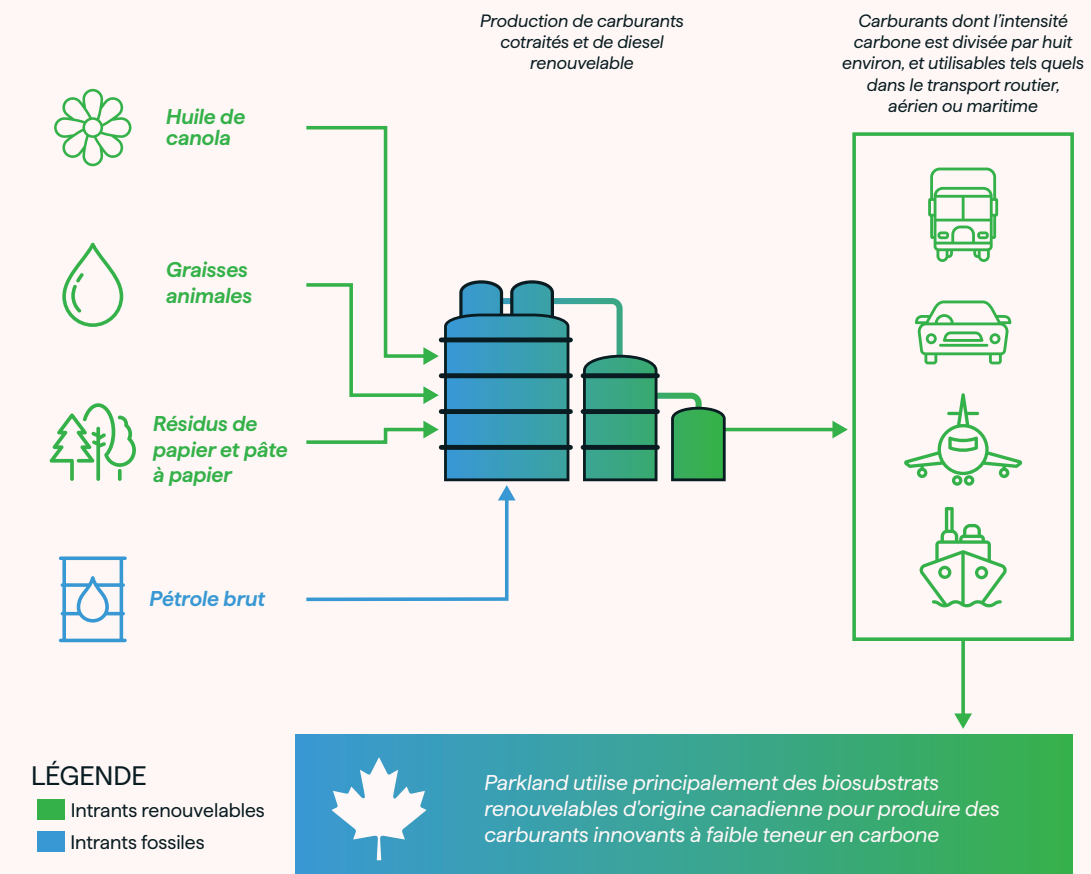 Production de carburants
cotraités et de diesel
renouvelable
Carburants dont l'intensité
carbone est divisée par huit
environ, et utilisables tels quels
dans le transport routier,
aérien ou maritime
Huile de
canola
Graisses
animales
Résidus de
papier et pâte
à papier
Pétrole brut
LÉGENDE
Intrants renouvelables
Intrants fossiles
Parkland utilise principalement des biosubstrats
renouvelables d'origine canadienne pour produire des
carburants innovants à faible teneur en carbone